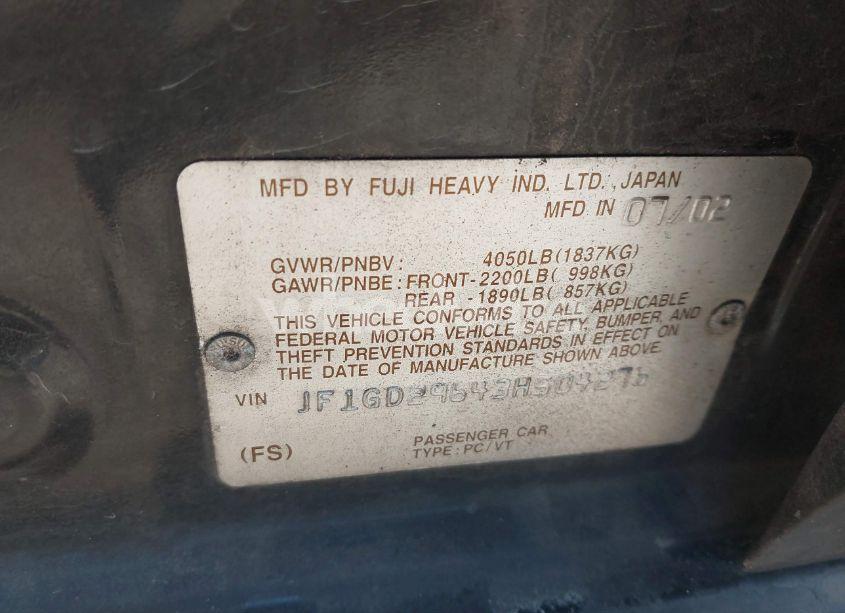 MFD BY FUJI HEAVY IND. LTD., JAPAN
MFD IN 07/02
GVWR/PNBV: 4050LB(1837KG)
GAWR/PNBE: FRONT-2200LB( 998KG)
REAR -1890LB( 857KG)
THIS VEHICLE CONFORMS TO ALL APPLICABLE
FEDERAL MOTOR VEHICLE SAFETY, BUMPER, AND
THEFT PREVENTION STANDARDS IN EFFECT ON
THE DATE OF MANUFACTURE SHOWN ABOVE.
VIN
(FS)
PASSENGER CAR
TYPE: PC/VT